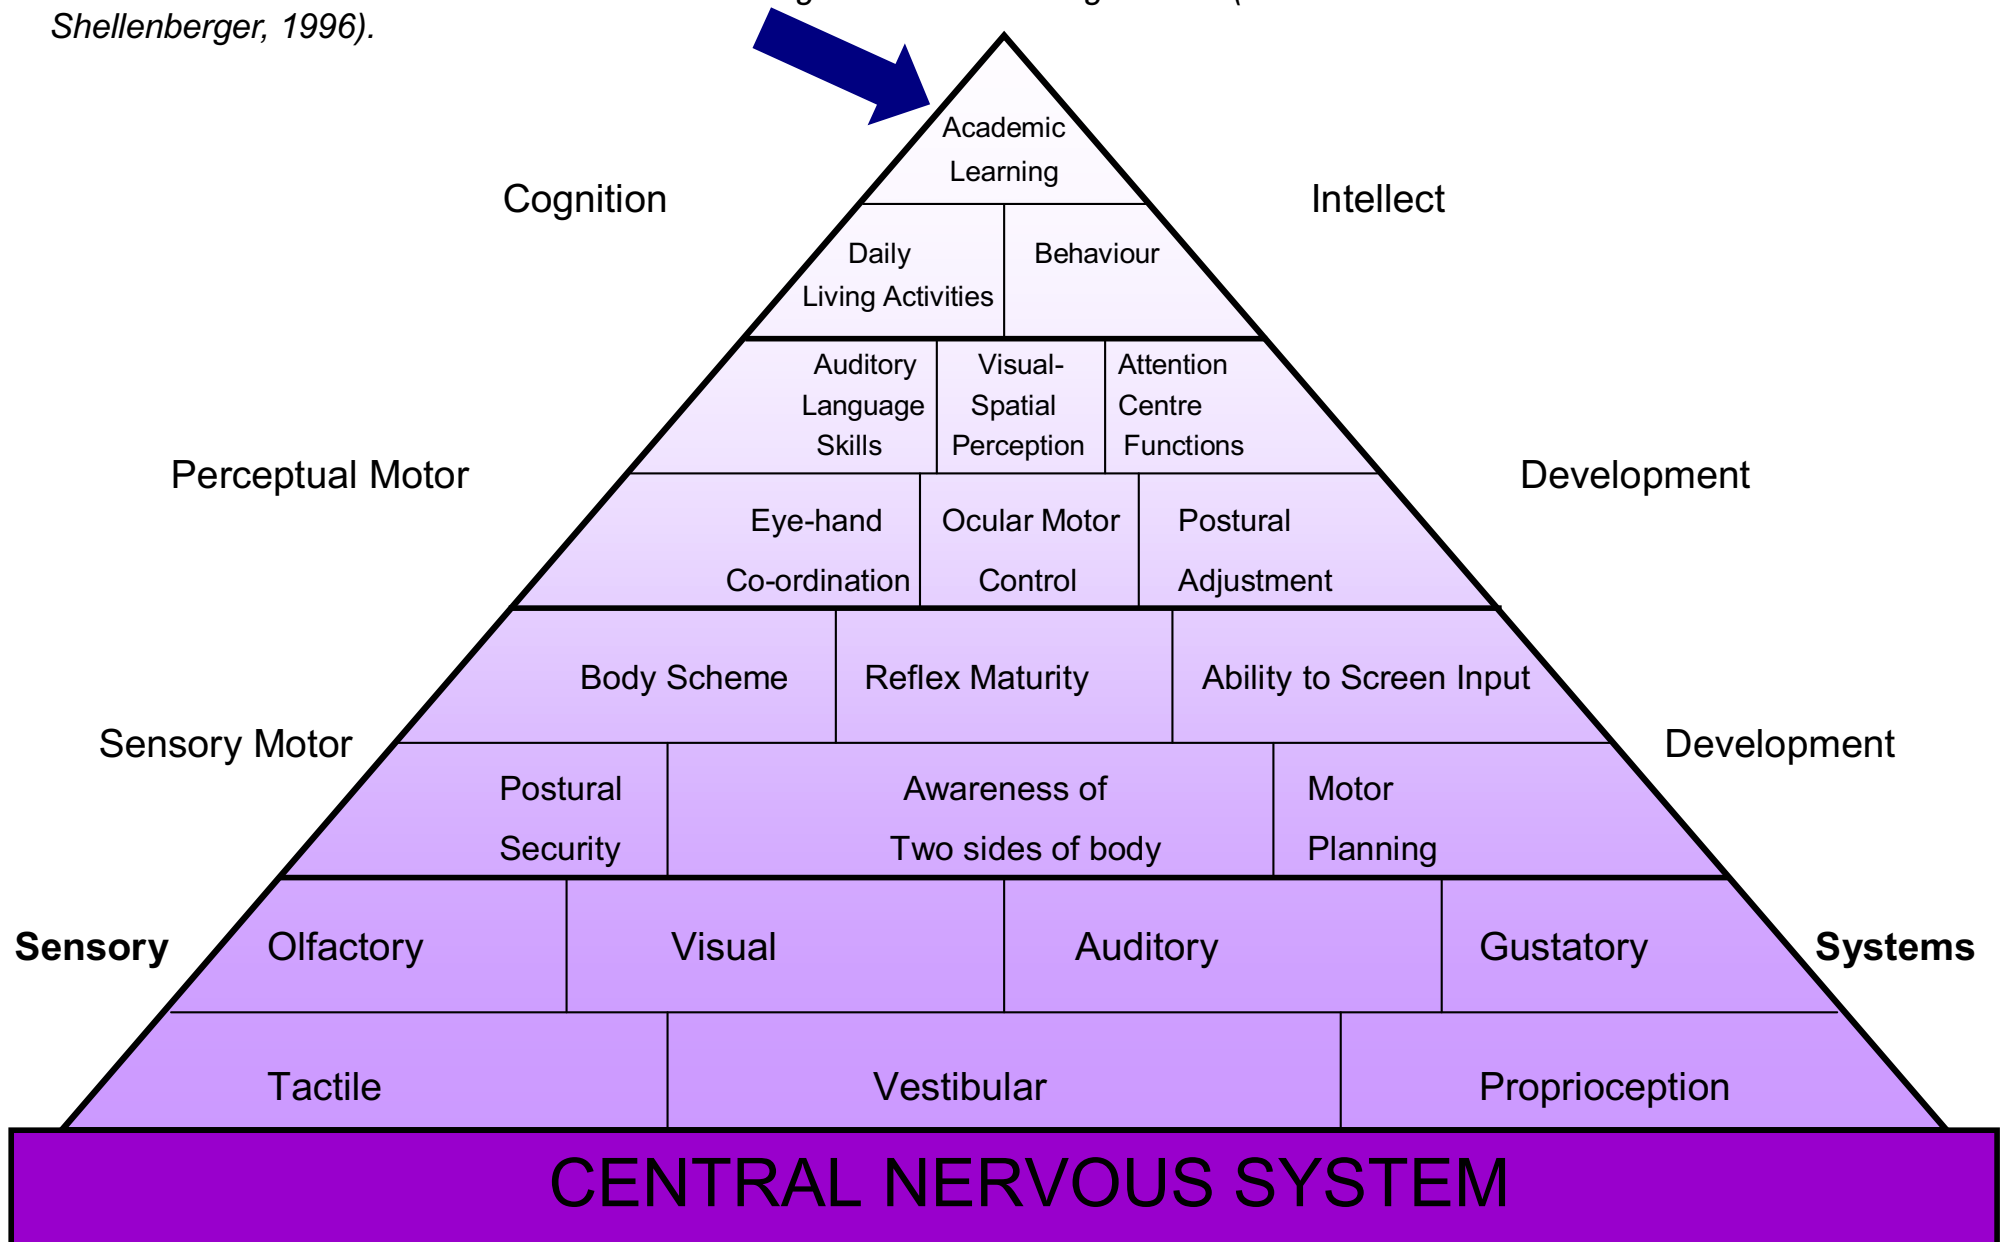 Shellenberger, 1996).
Academic
Learning
Cognition
Intellect
Daily
Living Activities
Behaviour
Auditory
Language
Skills
Visual-
Spatial
Perception
Attention
Centre
Functions
Perceptual Motor
Development
Eye-hand
Co-ordination
Ocular Motor
Control
Postural
Adjustment
Body Scheme
Reflex Maturity
Ability to Screen Input
Sensory Motor
Development
Postural
Security
Awareness of
Two sides of body
Motor
Planning
Sensory
Olfactory
Visual
Auditory
Gustatory
Systems
Tactile
Vestibular
Proprioception
CENTRAL NERVOUS SYSTEM